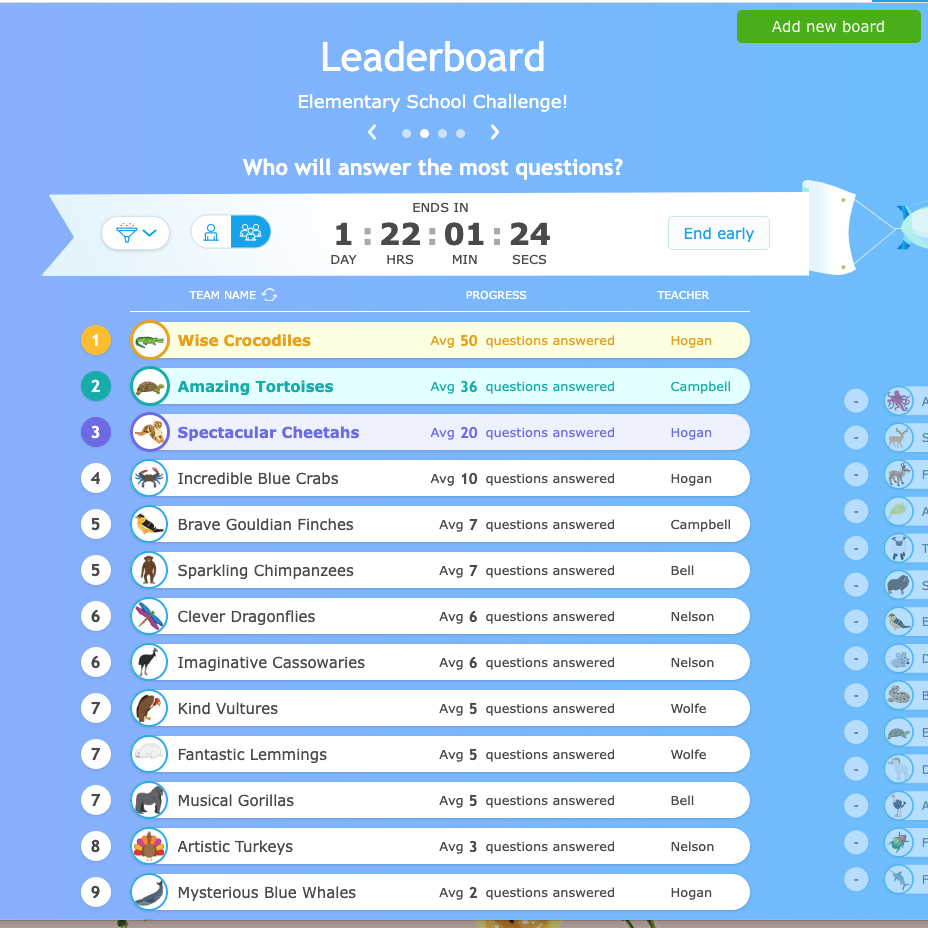 Add new board
Leaderboard
Elementary School Challenge!
Who will answer the most questions?
ENDS IN
1 : 22 : 01 : 24
DAY HRS MIN SECS
End early
TEAM NAME PROGRESS TEACHER
1 Wise Crocodiles Avg 50 questions answered Hogan
2 Amazing Tortoises Avg 36 questions answered Campbell
3 Spectacular Cheetahs Avg 20 questions answered Hogan
4 Incredible Blue Crabs Avg 10 questions answered Hogan
5 Brave Gouldian Finches Avg 7 questions answered Campbell
5 Sparkling Chimpanzees Avg 7 questions answered Bell
6 Clever Dragonflies Avg 6 questions answered Nelson
6 Imaginative Cassowaries Avg 6 questions answered Nelson
7 Kind Vultures Avg 5 questions answered Wolfe
7 Fantastic Lemmings Avg 5 questions answered Wolfe
7 Musical Gorillas Avg 5 questions answered Bell
8 Artistic Turkeys Avg 3 questions answered Nelson
9 Mysterious Blue Whales Avg 2 questions answered Hogan